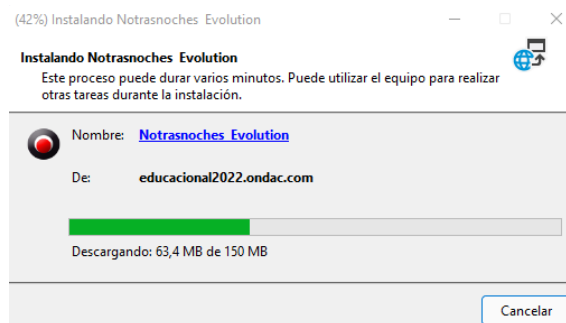 (42%) Instalando Notrasnoches Evolution
Instalando Notrasnoches Evolution
Este proceso puede durar varios minutos. Puede utilizar el equipo para realizar
otras tareas durante la instalación.
Nombre: Notrasnoches Evolution
De: educacional2022.ondac.com
Descargando: 63,4 MB de 150 MB
Cancelar